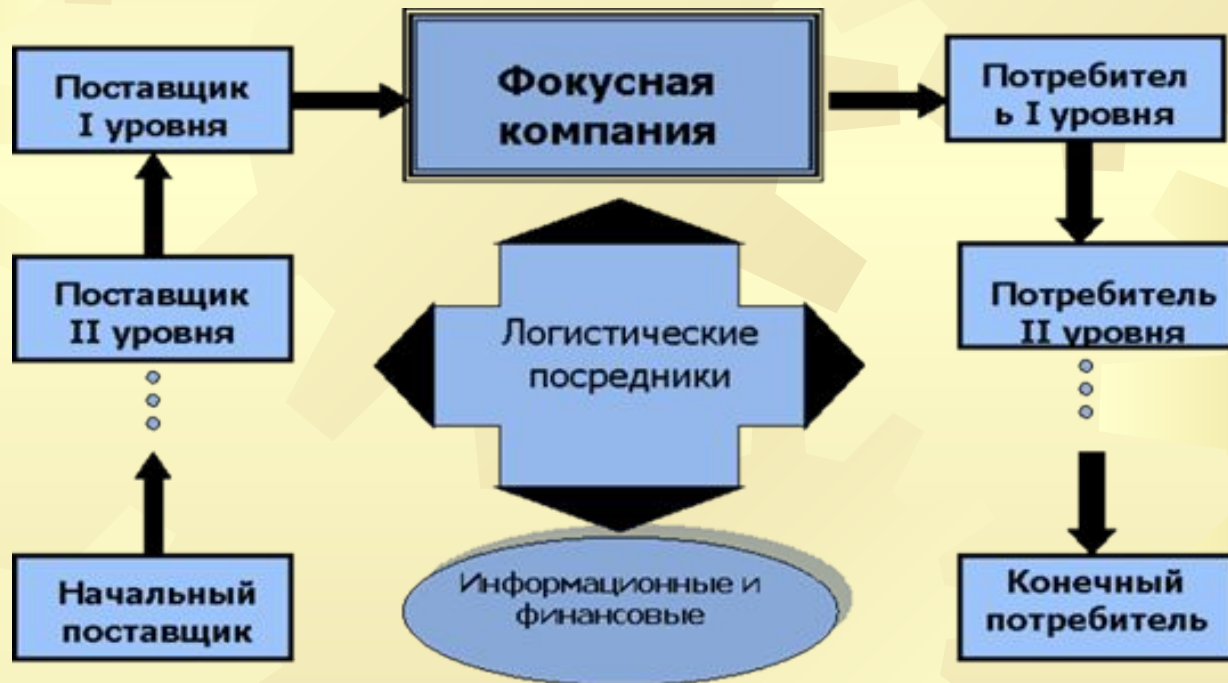 Поставщик
I уровня
Фокусная
компания
Потребител
ь I уровня
Поставщик
II уровня
Логистические
посредники
Потребитель
II уровня
Начальный
поставщик
Информационные и
финансовые
Конечный
потребитель